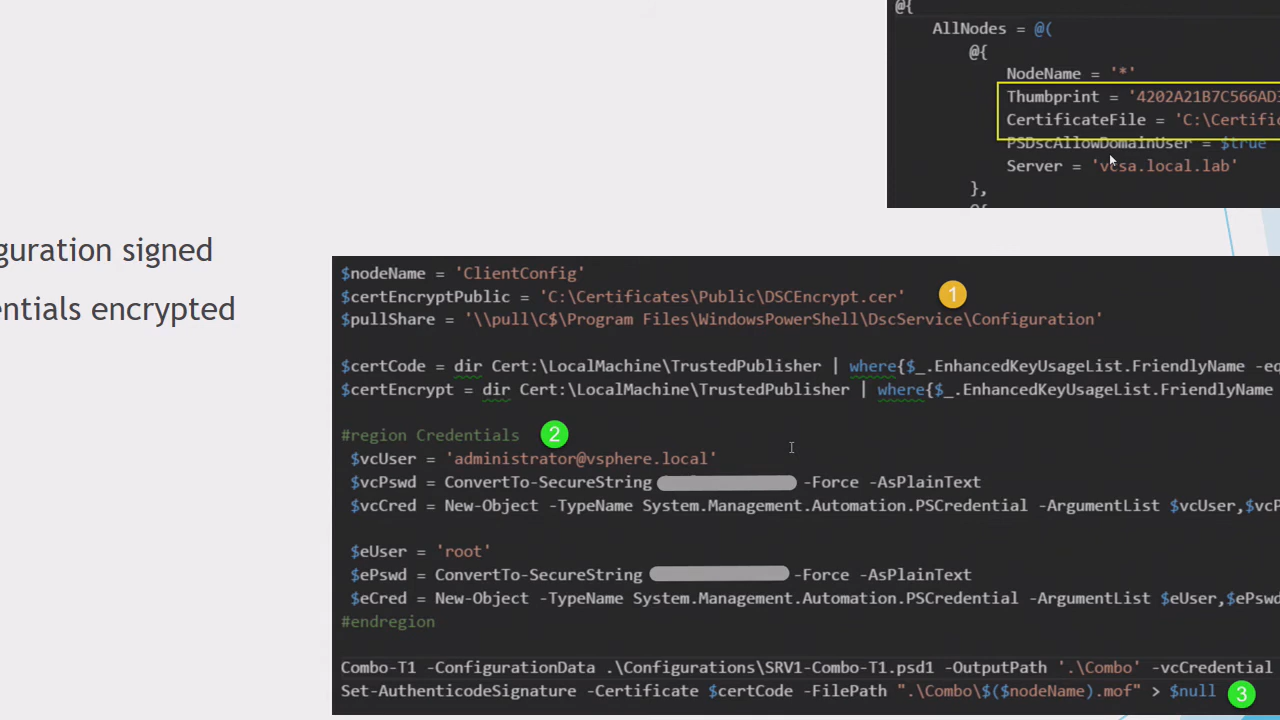 @{
AllNodes = @(
@{
NodeName = '*'
Thumbprint = '4202A21B7C566AD
CertificateFile = 'C:\Certific
PSDscAllowDomainUser = $true
Server = 'vcsa.local.lab'
},
guration signed
entials encrypted
$nodeName = 'ClientConfig'
$certEncryptPublic = 'C:\Certificates\Public\DSCEncrypt.cer' 1
$pullShare = '\\pull\C$\Program Files\WindowsPowerShell\DscService\Configuration'
$certCode = dir Cert:\LocalMachine\TrustedPublisher | where{$_.EnhancedKeyUsageList.FriendlyName -eq
$certEncrypt = dir Cert:\LocalMachine\TrustedPublisher | where{$_.EnhancedKeyUsageList.FriendlyName
#region Credentials 2
$vcUser = 'administrator@vsphere.local'
$vcPswd = ConvertTo-SecureString -Force -AsPlainText
$vcCred = New-Object -TypeName System.Management.Automation.PSCredential -ArgumentList $vcUser,$vcP
$eUser = 'root'
$ePswd = ConvertTo-SecureString -Force -AsPlainText
$eCred = New-Object -TypeName System.Management.Automation.PSCredential -ArgumentList $eUser,$ePswd
#endregion
Combo-T1 -ConfigurationData .\Configurations\SRV1-Combo-T1.psd1 -OutputPath '.\Combo' -vcCredential
Set-AuthenticodeSignature -Certificate $certCode -FilePath ".\Combo\$($nodeName).mof" > $null 3